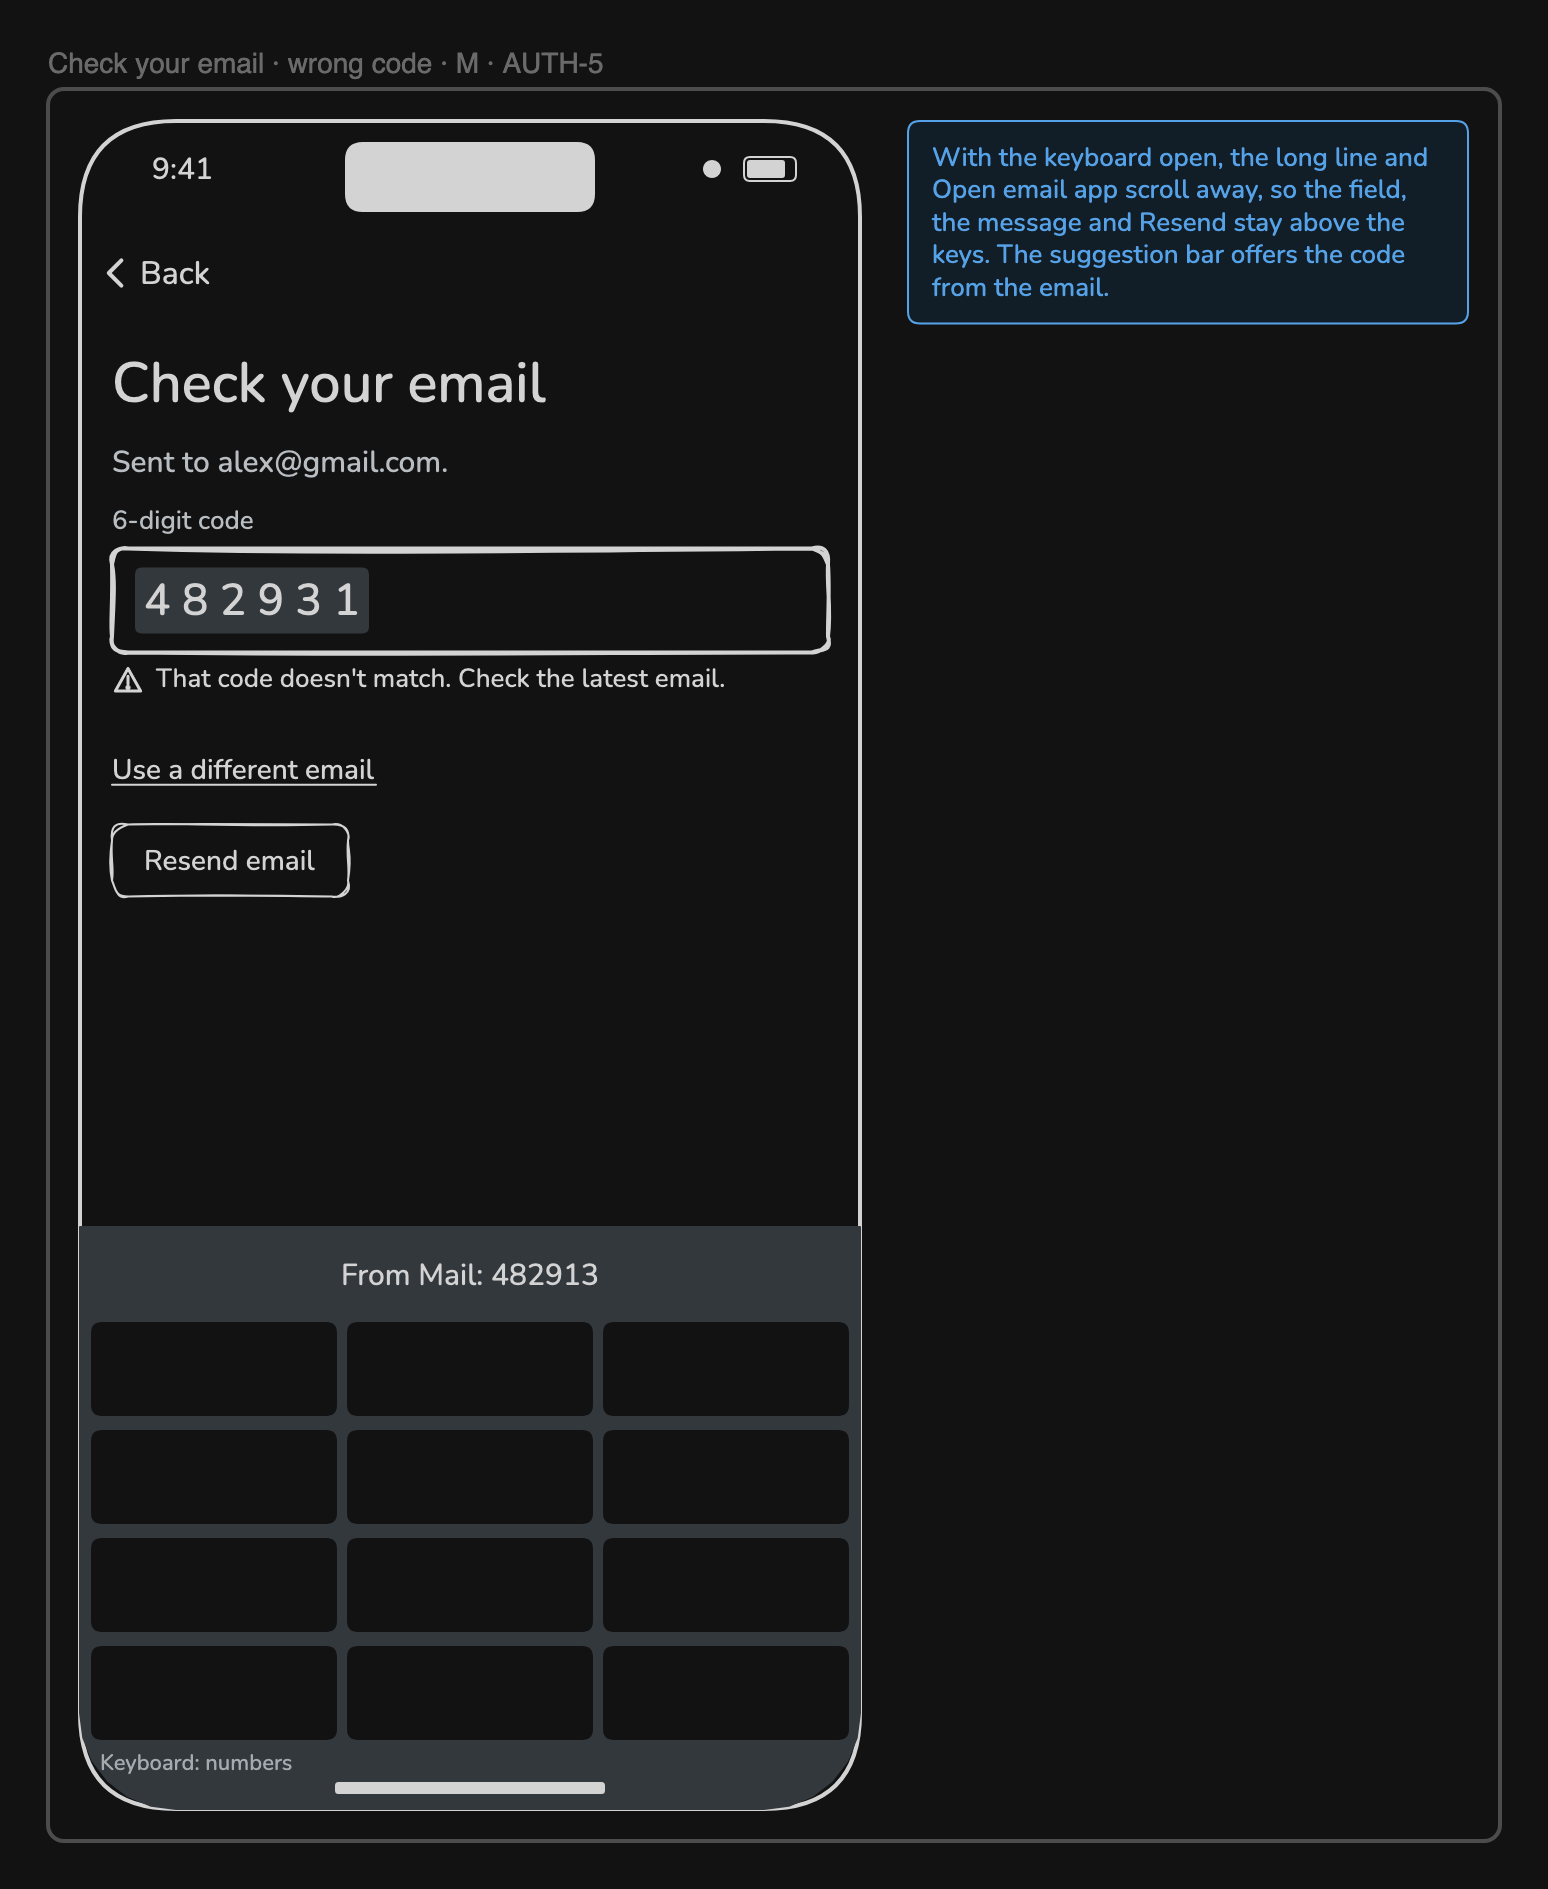 Check your email · wrong code · M · AUTH-5
9:41
Back
Check your email
Sent to alex@gmail.com.
6-digit code
4 8 2 9 3 1
That code doesn't match. Check the latest email.
Use a different email
Resend email
From Mail: 482913
Keyboard: numbers
With the keyboard open, the long line and
Open email app scroll away, so the field,
the message and Resend stay above the
keys. The suggestion bar offers the code
from the email.